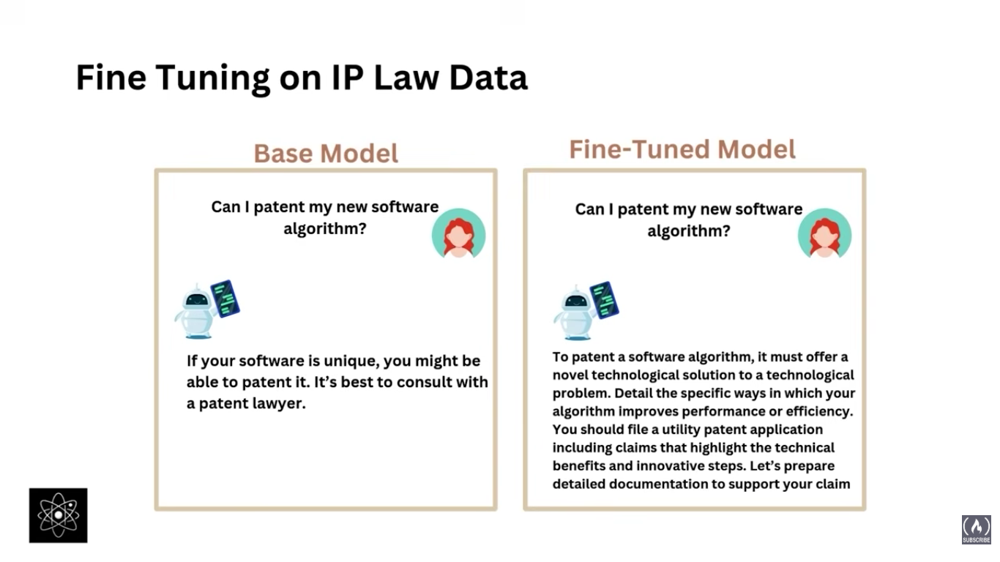 Fine Tuning on IP Law Data
Base Model
Can I patent my new software
algorithm?
If your software is unique, you might be
able to patent it. It’s best to consult with
a patent lawyer.
Fine-Tuned Model
Can I patent my new software
algorithm?
To patent a software algorithm, it must offer a
novel technological solution to a technological
problem. Detail the specific ways in which your
algorithm improves performance or efficiency.
You should file a utility patent application
including claims that highlight the technical
benefits and innovative steps. Let’s prepare
detailed documentation to support your claim
SUBSCRIBE